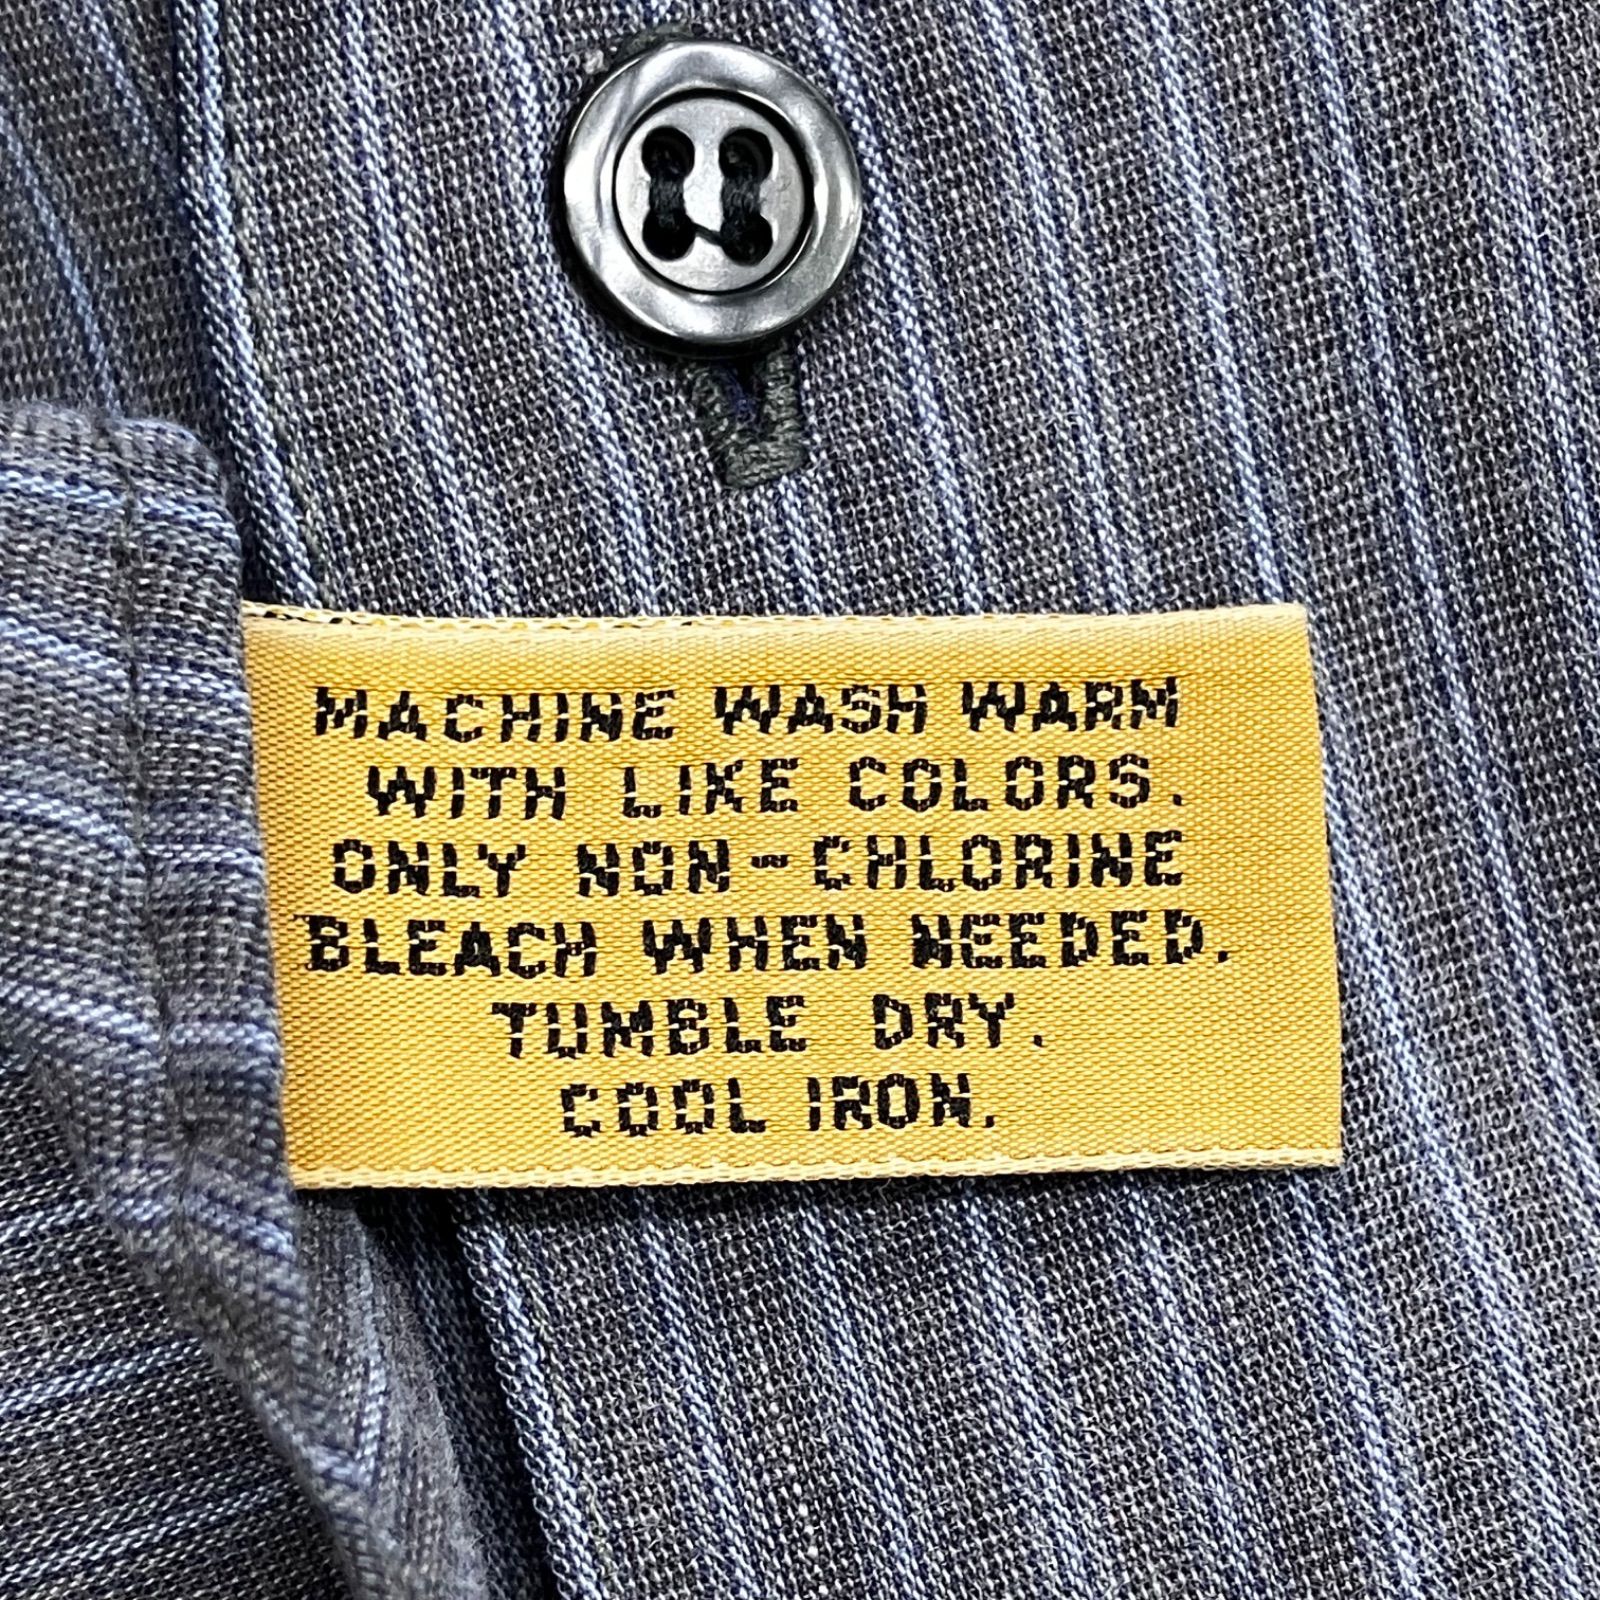 MACHINE WASH WARM
WITH LIKE COLORS.
ONLY NON-CHLORINE
BLEACH WHEN NEEDED.
TUMBLE DRY.
COOL IRON.